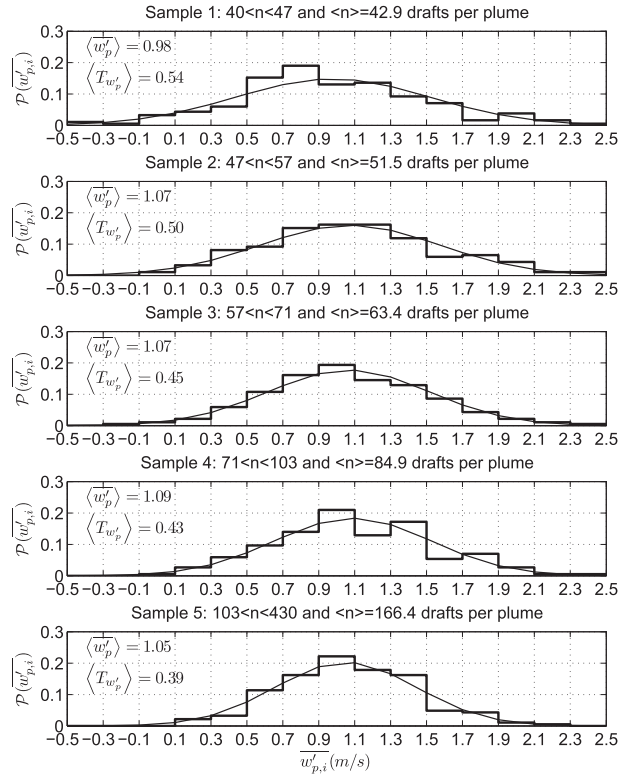 Sample 1: 40<n<47 and <n>=42.9 drafts per plume
0.3
0.2
0.1
0
⟨w̅′ₚ⟩ = 0.98
⟨T_w′ₚ⟩ = 0.54
P(w̅′ₚ,ᵢ)
−0.5 −0.3 −0.1 0.1 0.3 0.5 0.7 0.9 1.1 1.3 1.5 1.7 1.9 2.1 2.3 2.5
Sample 2: 47<n<57 and <n>=51.5 drafts per plume
0.3
0.2
0.1
0
⟨w̅′ₚ⟩ = 1.07
⟨T_w′ₚ⟩ = 0.50
P(w̅′ₚ,ᵢ)
−0.5 −0.3 −0.1 0.1 0.3 0.5 0.7 0.9 1.1 1.3 1.5 1.7 1.9 2.1 2.3 2.5
Sample 3: 57<n<71 and <n>=63.4 drafts per plume
0.3
0.2
0.1
0
⟨w̅′ₚ⟩ = 1.07
⟨T_w′ₚ⟩ = 0.45
P(w̅′ₚ,ᵢ)
−0.5 −0.3 −0.1 0.1 0.3 0.5 0.7 0.9 1.1 1.3 1.5 1.7 1.9 2.1 2.3 2.5
Sample 4: 71<n<103 and <n>=84.9 drafts per plume
0.3
0.2
0.1
0
⟨w̅′ₚ⟩ = 1.09
⟨T_w′ₚ⟩ = 0.43
P(w̅′ₚ,ᵢ)
−0.5 −0.3 −0.1 0.1 0.3 0.5 0.7 0.9 1.1 1.3 1.5 1.7 1.9 2.1 2.3 2.5
Sample 5: 103<n<430 and <n>=166.4 drafts per plume
0.3
0.2
0.1
0
⟨w̅′ₚ⟩ = 1.05
⟨T_w′ₚ⟩ = 0.39
P(w̅′ₚ,ᵢ)
−0.5 −0.3 −0.1 0.1 0.3 0.5 0.7 0.9 1.1 1.3 1.5 1.7 1.9 2.1 2.3 2.5
w̅′ₚ,ᵢ(m/s)